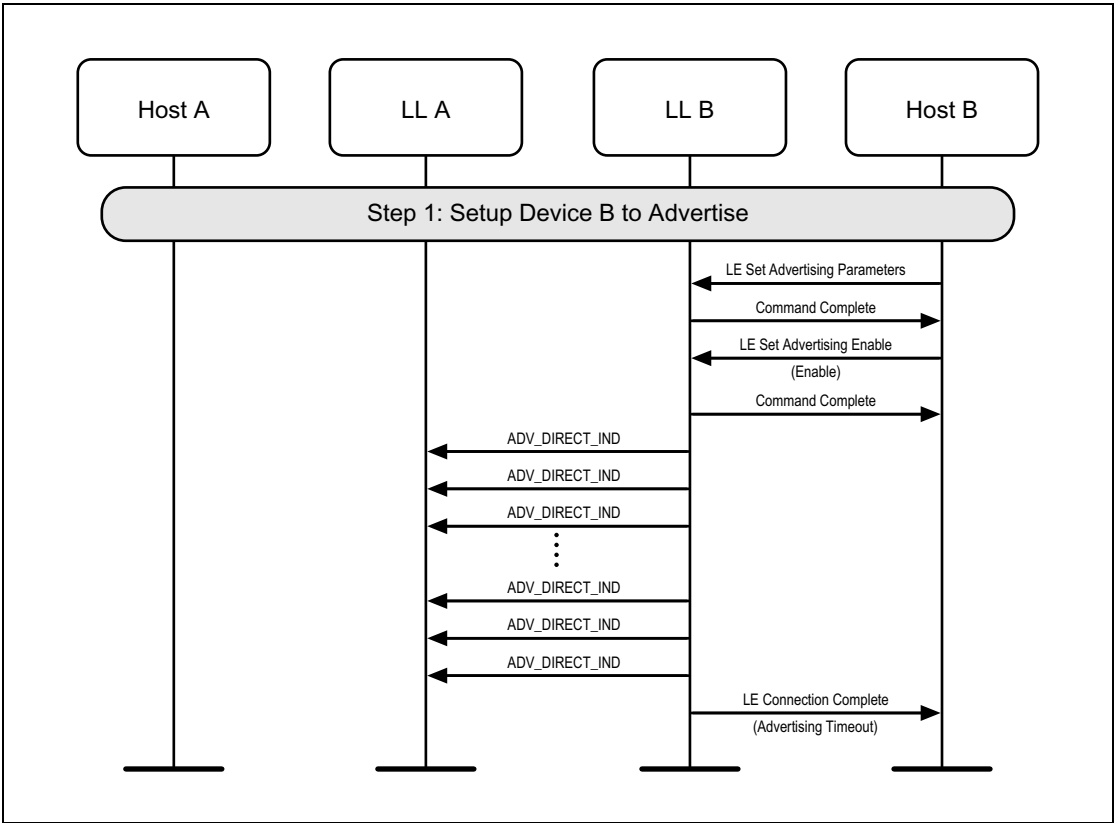 Host A
LL A
LL B
Host B
Step 1: Setup Device B to Advertise
LE Set Advertising Parameters
Command Complete
LE Set Advertising Enable
(Enable)
Command Complete
ADV_DIRECT_IND
ADV_DIRECT_IND
ADV_DIRECT_IND
ADV_DIRECT_IND
ADV_DIRECT_IND
ADV_DIRECT_IND
LE Connection Complete
(Advertising Timeout)